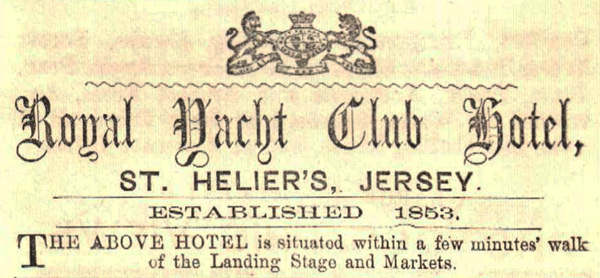 Royal Yacht Club Hotel,
ST. HELIER'S, JERSEY.
ESTABLISHED 1853.
THE ABOVE HOTEL is situated within a few minutes' walk
of the Landing Stage and Markets.